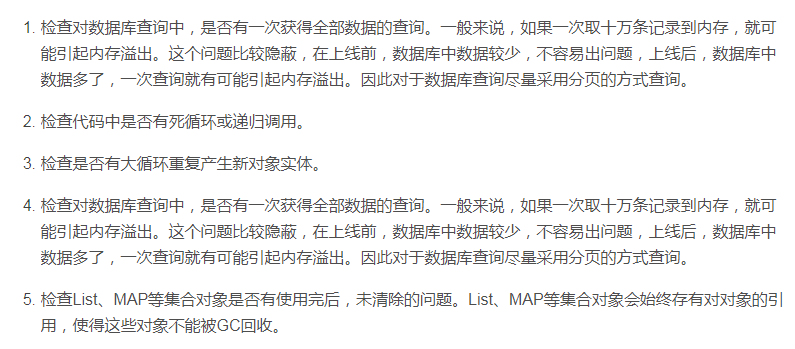 1. 检查对数据库查询中，是否有一次获得全部数据的查询。一般来说，如果一次取十万条记录到内存，就可
能引起内存溢出。这个问题比较隐蔽，在上线前，数据库中数据较少，不容易出问题，上线后，数据库中
数据多了，一次查询就有可能引起内存溢出。因此对于数据库查询尽量采用分页的方式查询。
2. 检查代码中是否有死循环或递归调用。
3. 检查是否有大循环重复产生新对象实体。
4. 检查对数据库查询中，是否有一次获得全部数据的查询。一般来说，如果一次取十万条记录到内存，就可
能引起内存溢出。这个问题比较隐蔽，在上线前，数据库中数据较少，不容易出问题，上线后，数据库中
数据多了，一次查询就有可能引起内存溢出。因此对于数据库查询尽量采用分页的方式查询。
5. 检查List、MAP等集合对象是否有使用完后，未清除的问题。List、MAP等集合对象会始终存有对对象的引
用，使得这些对象不能被GC回收。